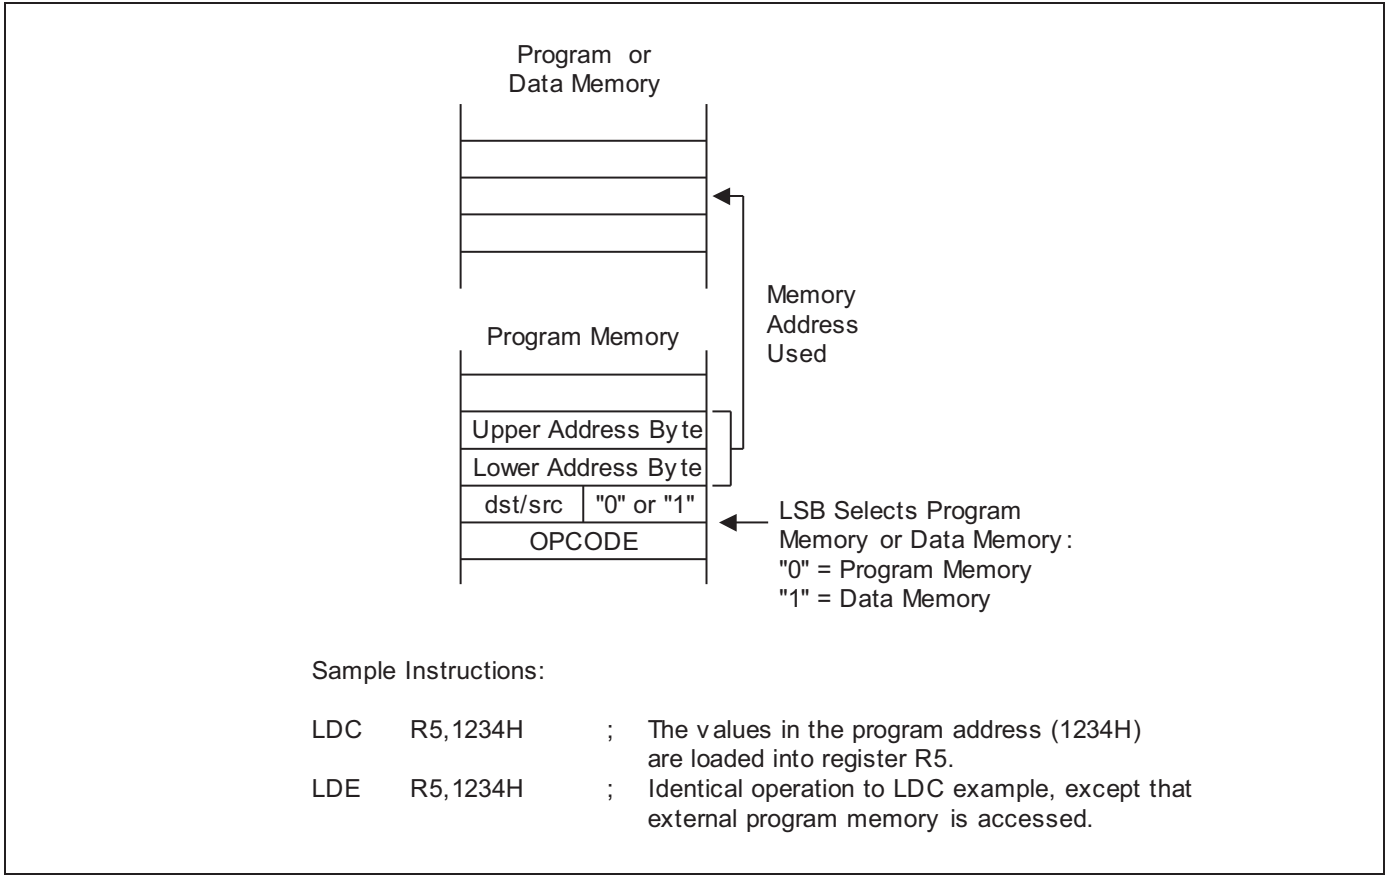 Program or
Data Memory
Memory
Address
Used
Program Memory
Upper Address Byte
Lower Address Byte
dst/src "0" or "1"
OPCODE
LSB Selects Program
Memory or Data Memory:
"0" = Program Memory
"1" = Data Memory
Sample Instructions:
LDC R5,1234H ; The values in the program address (1234H)
are loaded into register R5.
LDE R5,1234H ; Identical operation to LDC example, except that
external program memory is accessed.